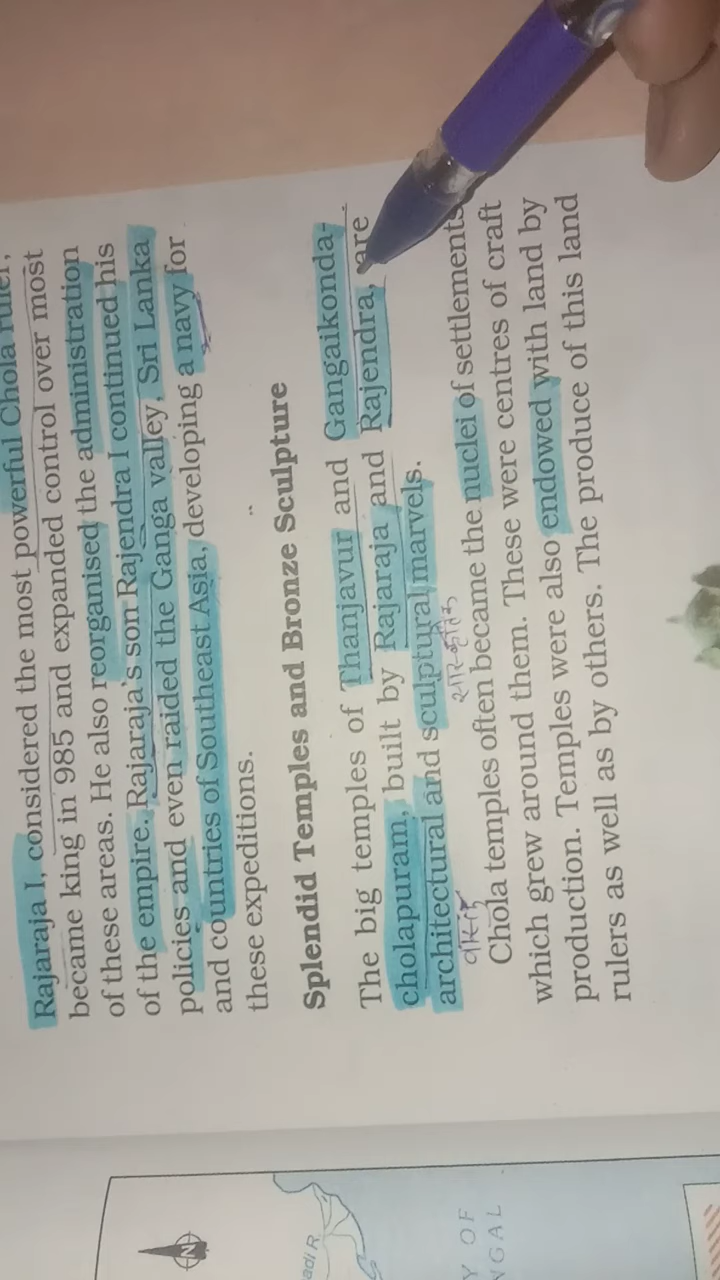 Rajaraja I, considered the most powerful Chola ruler,
became king in 985 and expanded control over most
of these areas. He also reorganised the administration
of the empire. Rajaraja's son Rajendra I continued his
policies and even raided the Ganga valley, Sri Lanka
and countries of Southeast Asia, developing a navy for
these expeditions.
Splendid Temples and Bronze Sculpture
The big temples of Thanjavur and Gangaikonda-
cholapuram, built by Rajaraja and Rajendra, are
architectural and sculptural marvels.
Chola temples often became the nuclei of settlements
which grew around them. These were centres of craft
production. Temples were also endowed with land by
rulers as well as by others. The produce of this land
N
adi R.
Y OF
NGAL